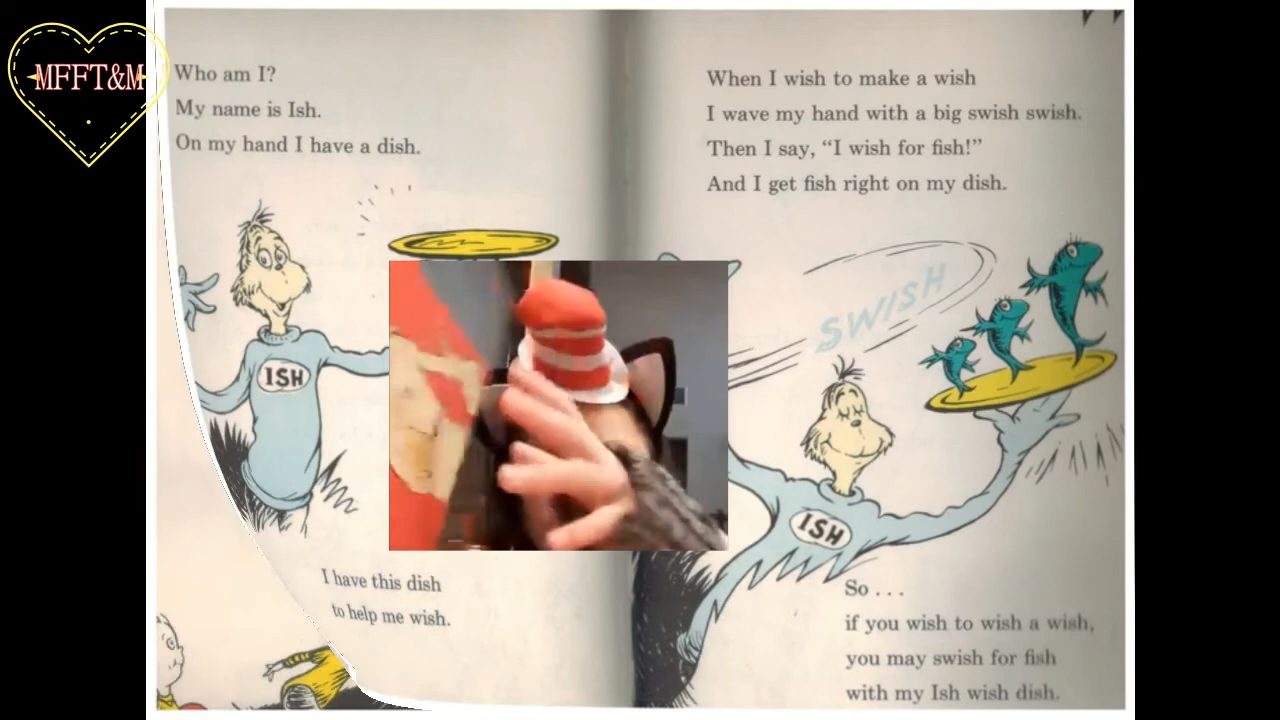 MFFT&M
Who am I?
My name is Ish.
On my hand I have a dish.
ISH
I have this dish
to help me wish.
When I wish to make a wish
I wave my hand with a big swish swish.
Then I say, “I wish for fish!”
And I get fish right on my dish.
SWISH
ISH
So . . .
if you wish to wish a wish,
you may swish for fish
with my Ish wish dish.